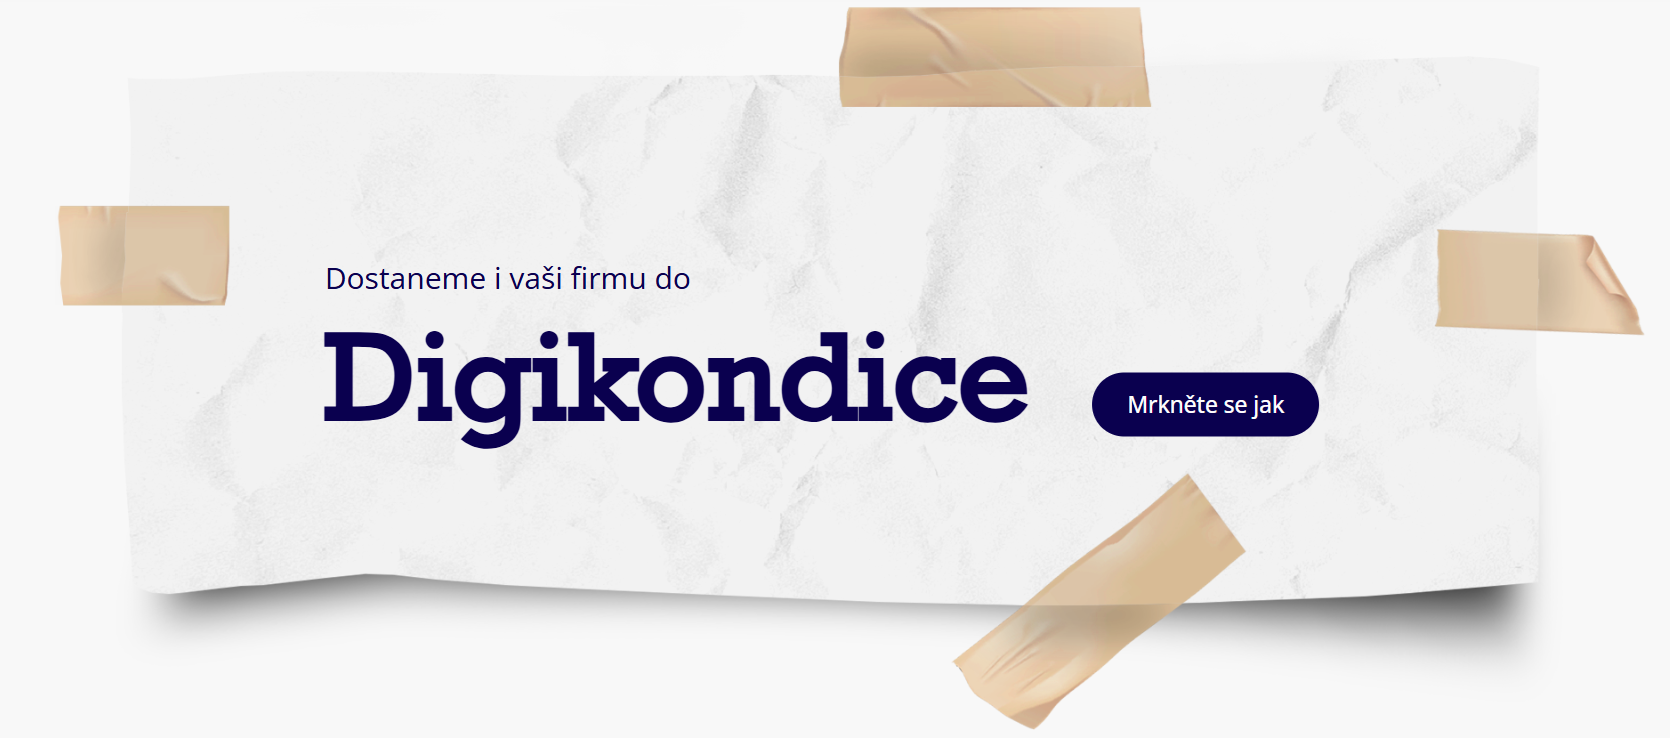 Dostaneme i vaši firmu do
Digikondice
Mrkněte se jak